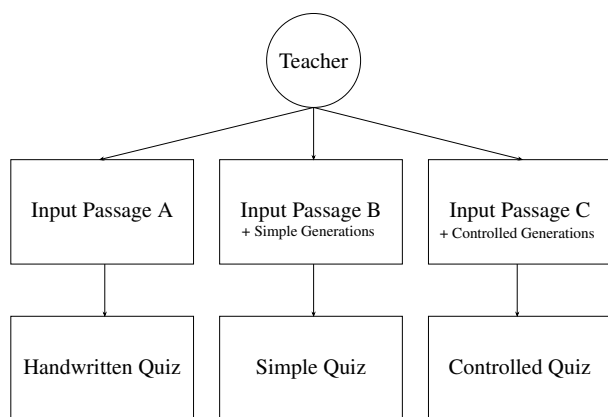 Teacher
Input Passage A
Input Passage B
+ Simple Generations
Input Passage C
+ Controlled Generations
Handwritten Quiz
Simple Quiz
Controlled Quiz